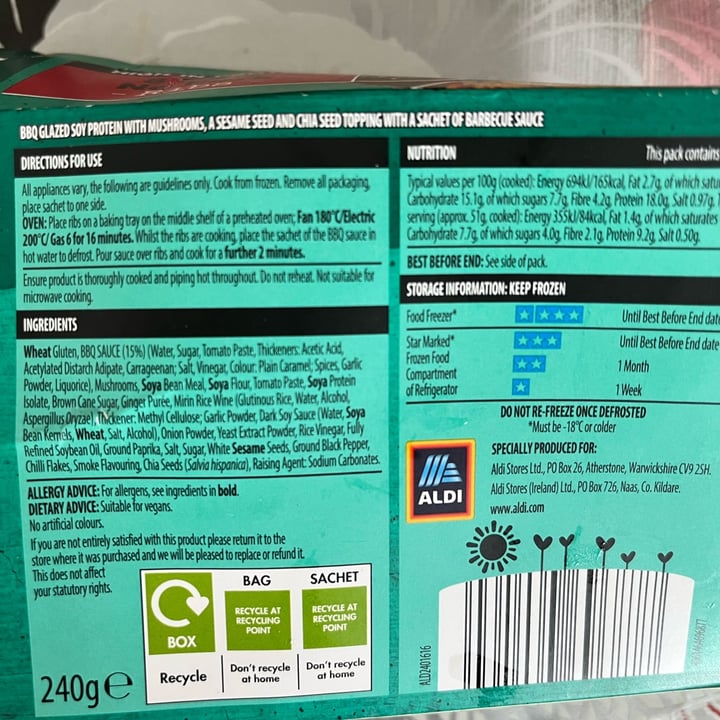 BBQ GLAZED SOY PROTEIN WITH MUSHROOMS, A SESAME SEED AND CHIA SEED TOPPING WITH A SACHET OF BARBECUE SAUCE
DIRECTIONS FOR USE
All appliances vary, the following are guidelines only. Cook from frozen. Remove all packaging,
place sachet to one side.
OVEN: Place ribs on a baking tray on the middle shelf of a preheated oven; Fan 180°C/Electric
200°C/ Gas 6 for 16 minutes. Whilst the ribs are cooking, place the sachet of the BBQ sauce in
hot water to defrost. Pour sauce over ribs and cook for a further 2 minutes.
Ensure product is thoroughly cooked and piping hot throughout. Do not reheat. Not suitable for
microwave cooking.
INGREDIENTS
Wheat Gluten, BBQ SAUCE (15%) (Water, Sugar, Tomato Paste, Thickeners: Acetic Acid,
Acetylated Distarch Adipate, Carrageenan; Salt, Vinegar, Colour: Plain Caramel; Spices, Garlic
Powder, Liquorice), Mushrooms, Soya Bean Meal, Soya Flour, Tomato Paste, Soya Protein
Isolate, Brown Cane Sugar, Ginger Purée, Mirin Rice Wine (Glutinous Rice, Water, Alcohol,
Aspergillus Oryzae), Thickener: Methyl Cellulose; Garlic Powder, Dark Soy Sauce (Water, Soya
Bean Kernels, Wheat, Salt, Alcohol), Onion Powder, Yeast Extract Powder, Rice Vinegar, Fully
Refined Soybean Oil, Ground Paprika, Salt, Sugar, White Sesame Seeds, Ground Black Pepper,
Chilli Flakes, Smoke Flavouring, Chia Seeds (Salvia hispanica), Raising Agent: Sodium Carbonates.
ALLERGY ADVICE: For allergens, see ingredients in bold.
DIETARY ADVICE: Suitable for vegans.
No artificial colours.
If you are not entirely satisfied with this product please return it to the
store where it was purchased and we will be pleased to replace or refund it.
This does not affect
your statutory rights.
240g e
BOX
Recycle
BAG
RECYCLE AT
RECYCLING
POINT
Don't recycle
at home
SACHET
RECYCLE AT
RECYCLING
POINT
Don't recycle
at home
NUTRITION
This pack contains
Typical values per 100g (cooked): Energy 694kJ/165kcal, Fat 2.7g, of which satu
Carbohydrate 15.1g, of which sugars 7.7g, Fibre 4.2g, Protein 18.0g, Salt 0.97g.
serving (approx. 51g, cooked): Energy 355kJ/84kcal, Fat 1.4g, of which saturates
Carbohydrate 7.7g, of which sugars 4.0g, Fibre 2.1g, Protein 9.2g, Salt 0.50g.
BEST BEFORE END: See side of pack.
STORAGE INFORMATION: KEEP FROZEN
Food Freezer* Until Best Before End date
Star Marked* Until Best Before End date
Frozen Food
Compartment 1 Month
of Refrigerator 1 Week
DO NOT RE-FREEZE ONCE DEFROSTED
*Must be -18°C or colder
ALDI
SPECIALLY PRODUCED FOR:
Aldi Stores Ltd., PO Box 26, Atherstone, Warwickshire CV9 2SH.
Aldi Stores (Ireland) Ltd., PO Box 726, Naas, Co. Kildare.
www.aldi.com
ALD2401616